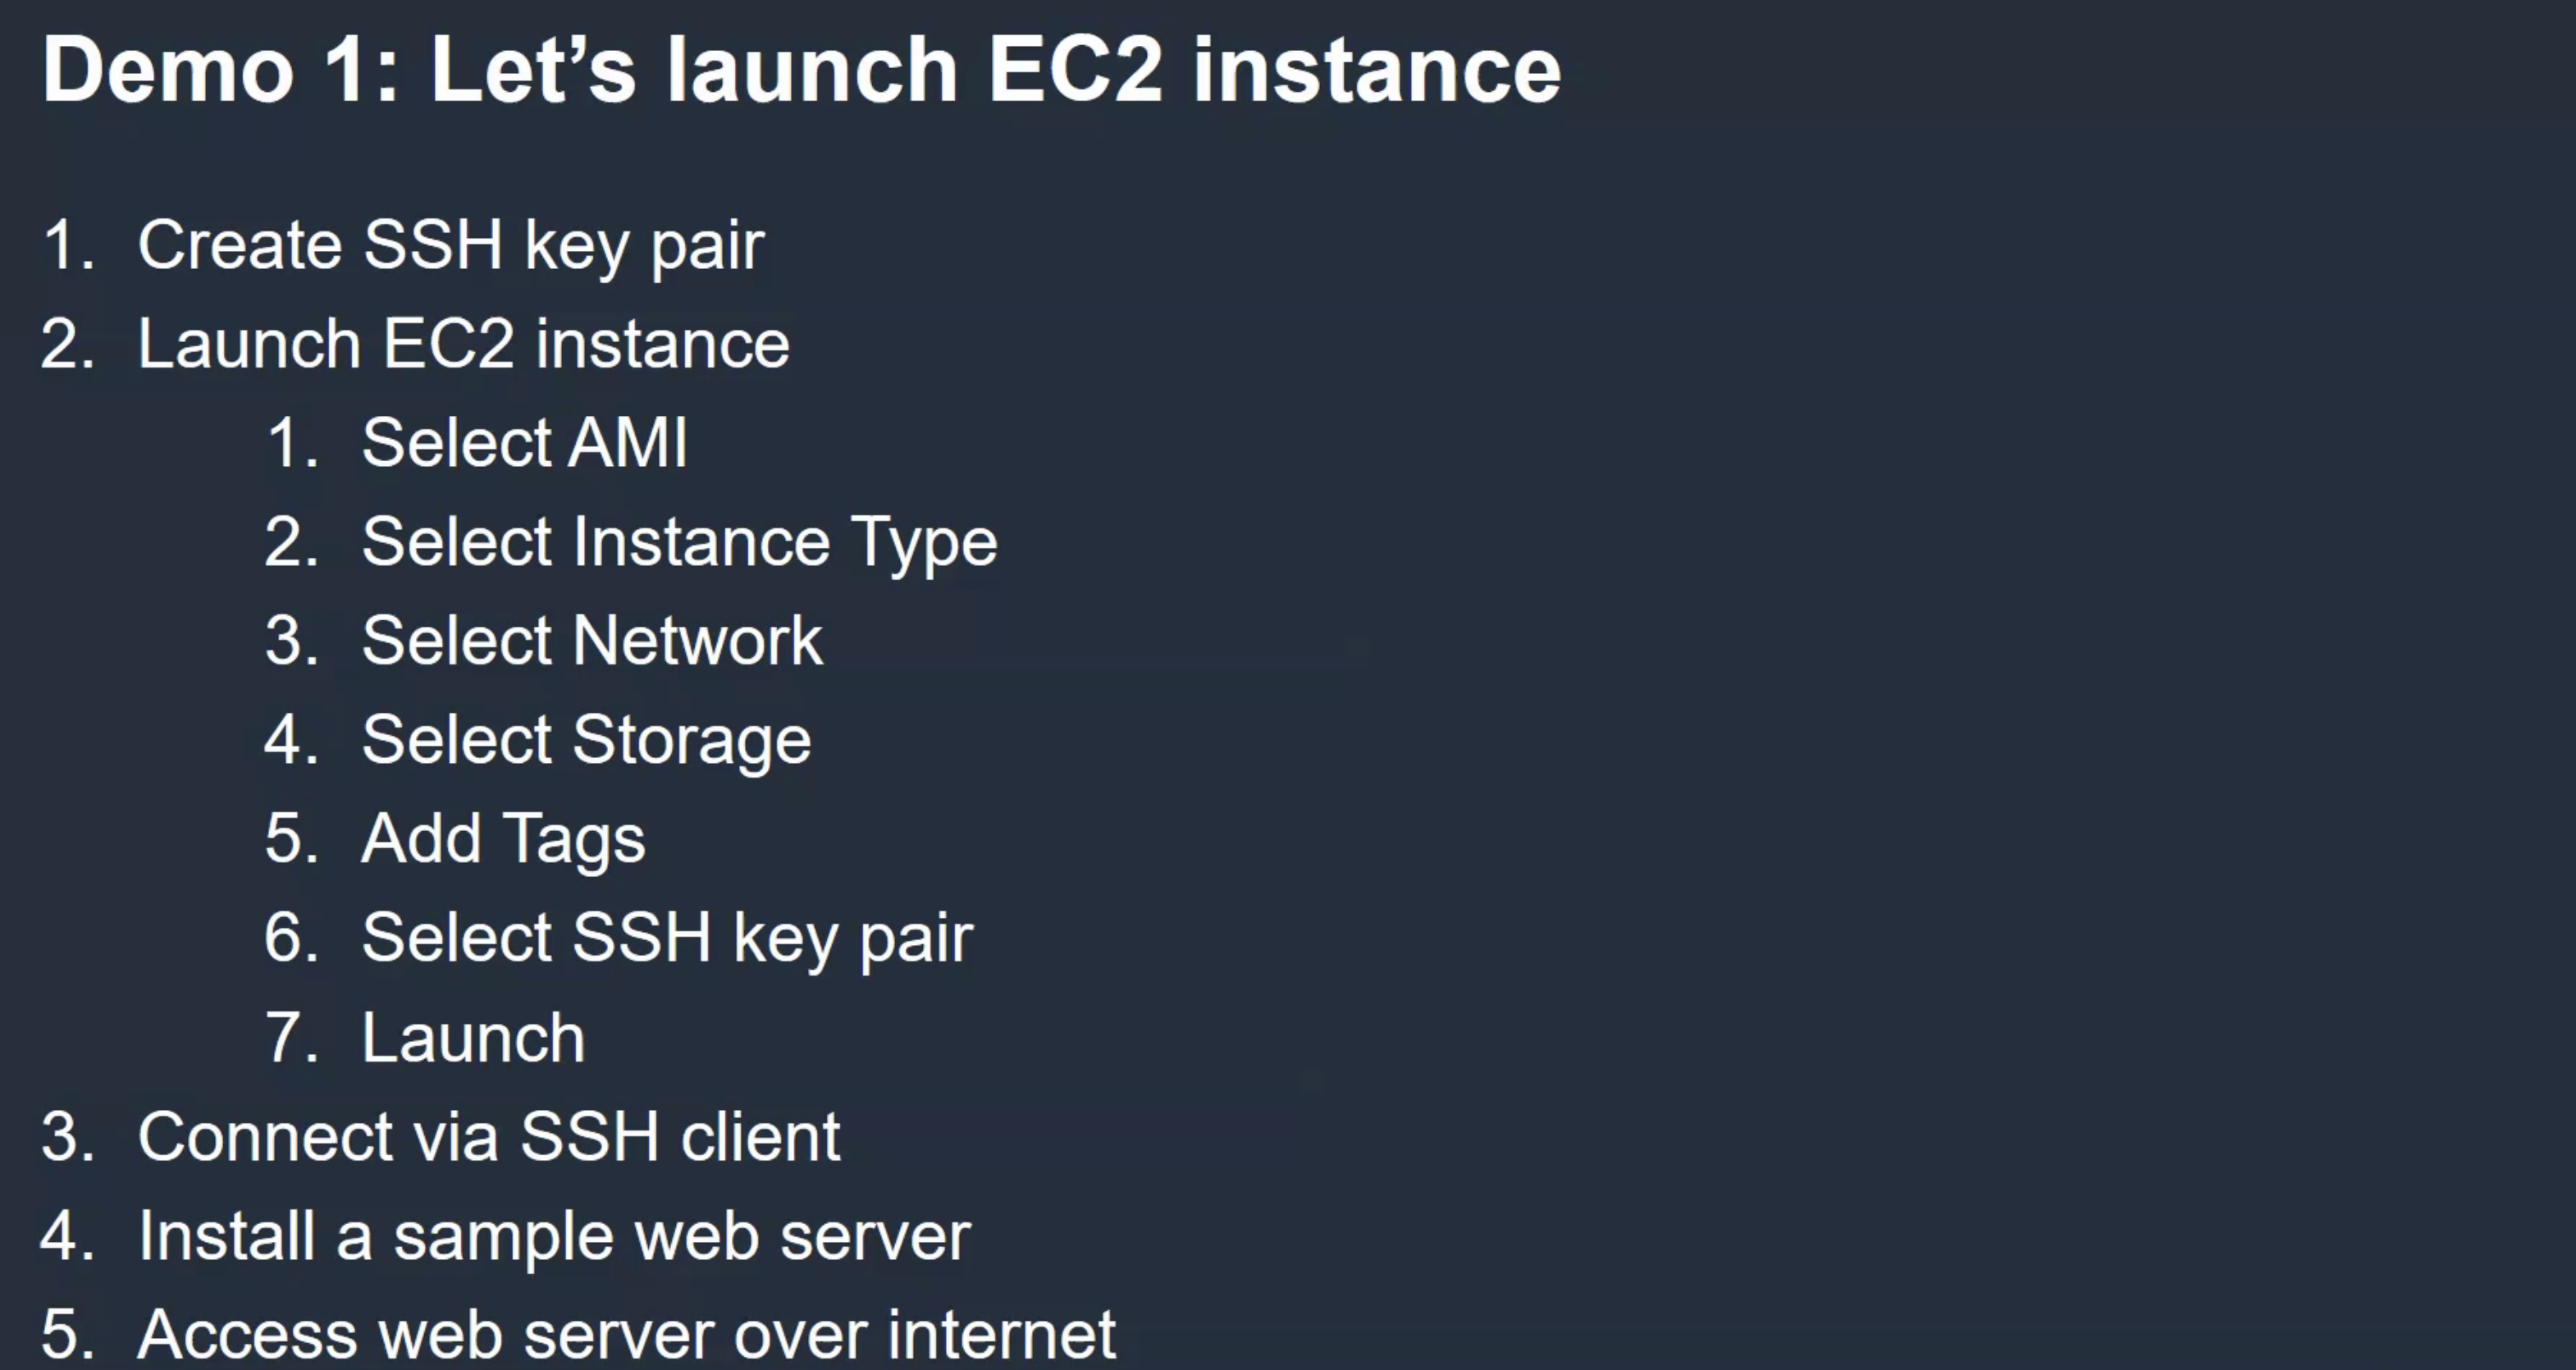 Demo 1: Let’s launch EC2 instance
1. Create SSH key pair
2. Launch EC2 instance
1. Select AMI
2. Select Instance Type
3. Select Network
4. Select Storage
5. Add Tags
6. Select SSH key pair
7. Launch
3. Connect via SSH client
4. Install a sample web server
5. Access web server over internet